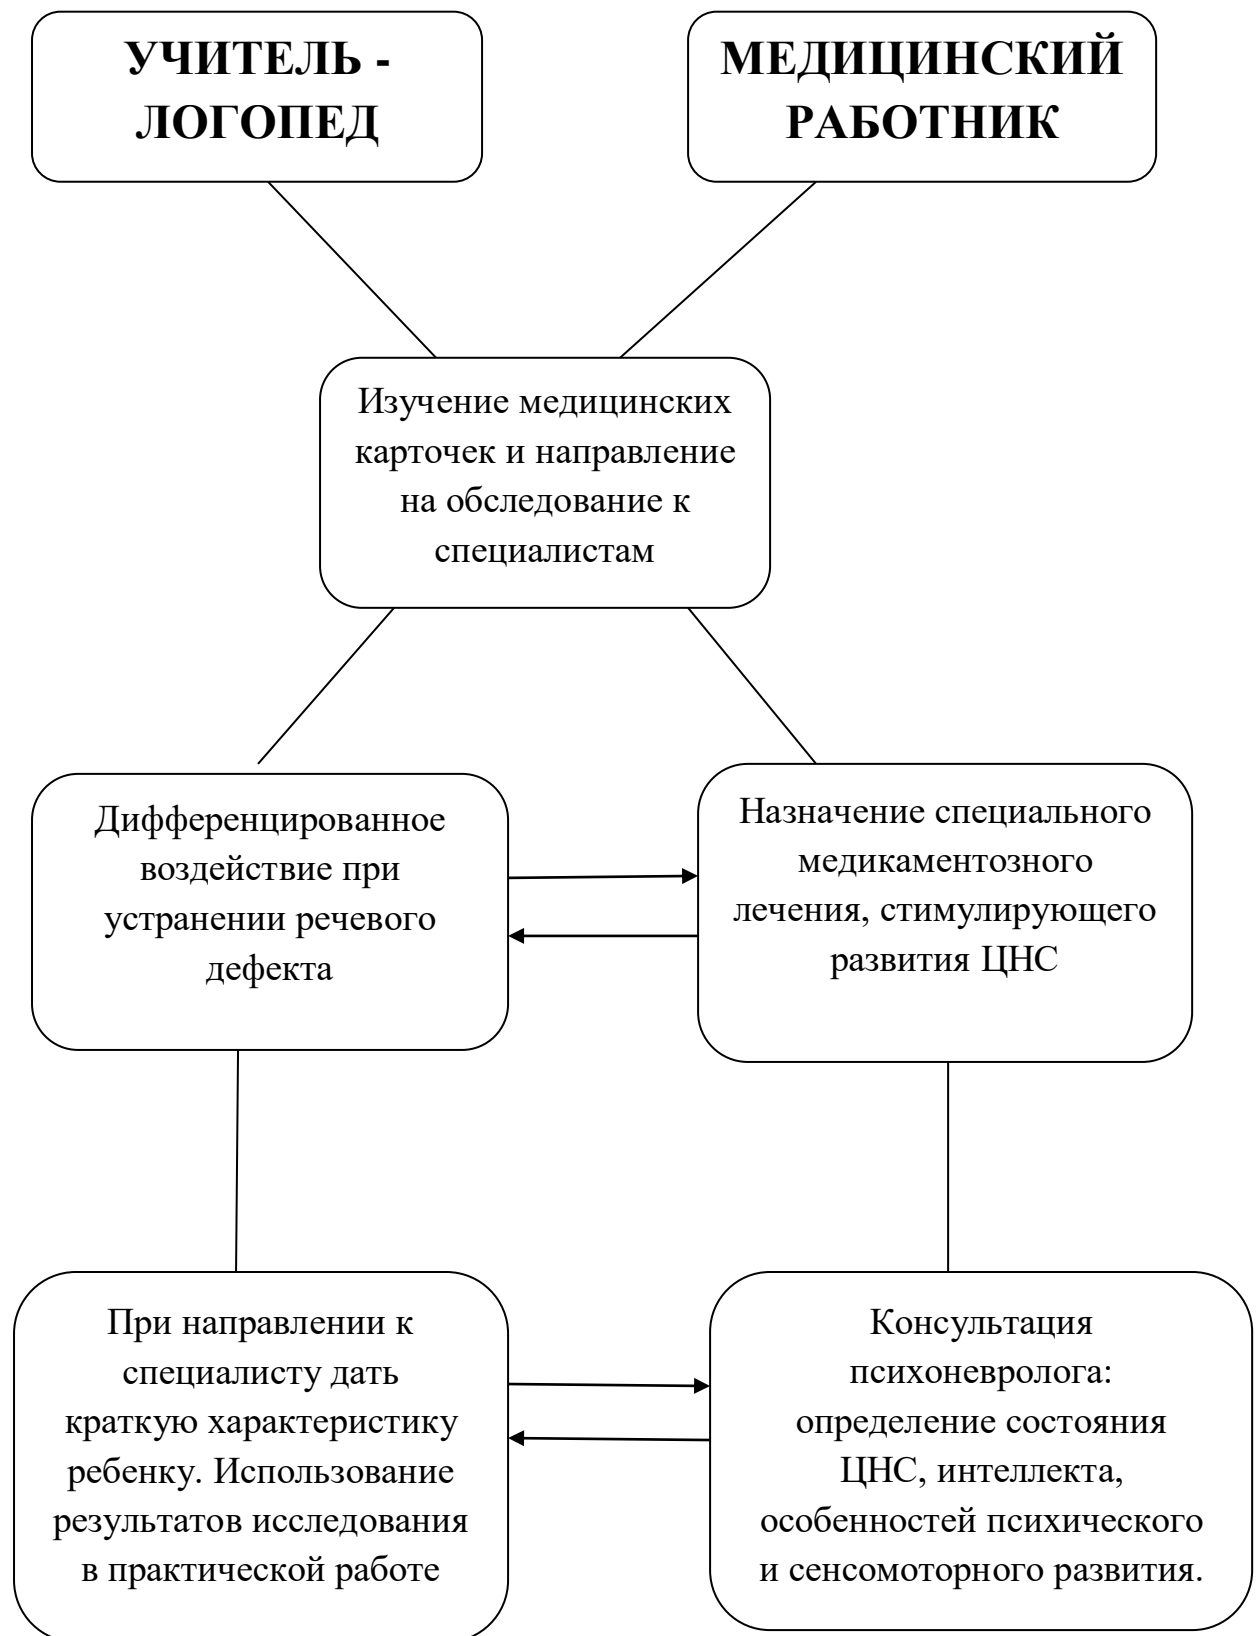 УЧИТЕЛЬ -
ЛОГОПЕД
МЕДИЦИНСКИЙ
РАБОТНИК
Изучение медицинских
карточек и направление
на обследование к
специалистам
Дифференцированное
воздействие при
устранении речевого
дефекта
Назначение специального
медикаментозного
лечения, стимулирующего
развития ЦНС
При направлении к
специалисту дать
краткую характеристику
ребенку. Использование
результатов исследования
в практической работе
Консультация
психоневролога:
определение состояния
ЦНС, интеллекта,
особенностей психического
и сенсомоторного развития.